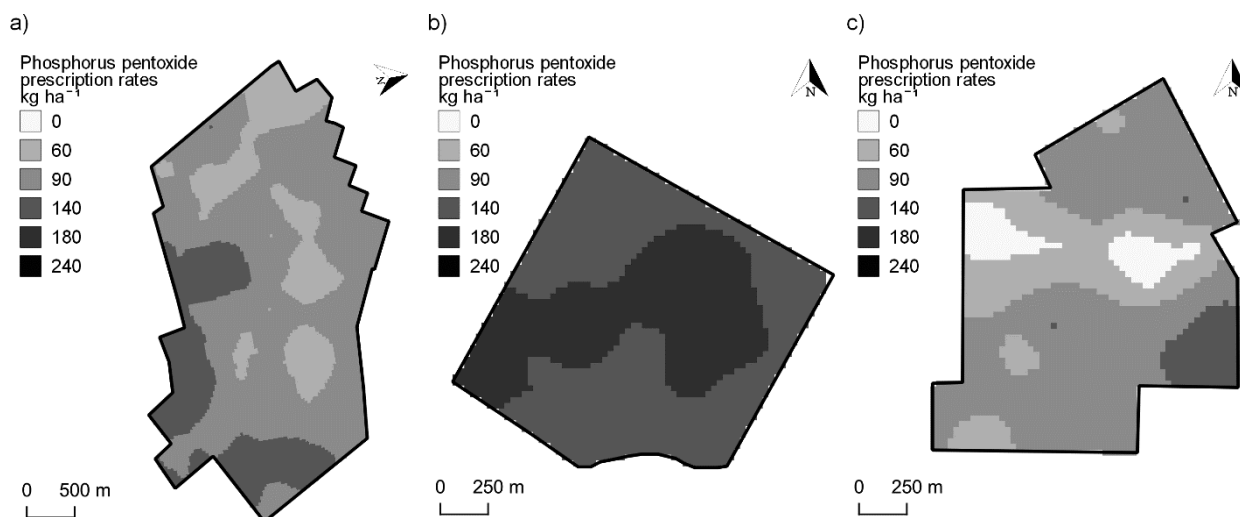 a)
Phosphorus pentoxide
prescription rates
kg ha⁻¹
0
60
90
140
180
240
N
0 500 m
b)
Phosphorus pentoxide
prescription rates
kg ha⁻¹
0
60
90
140
180
240
N
0 250 m
c)
Phosphorus pentoxide
prescription rates
kg ha⁻¹
0
60
90
140
180
240
N
0 250 m